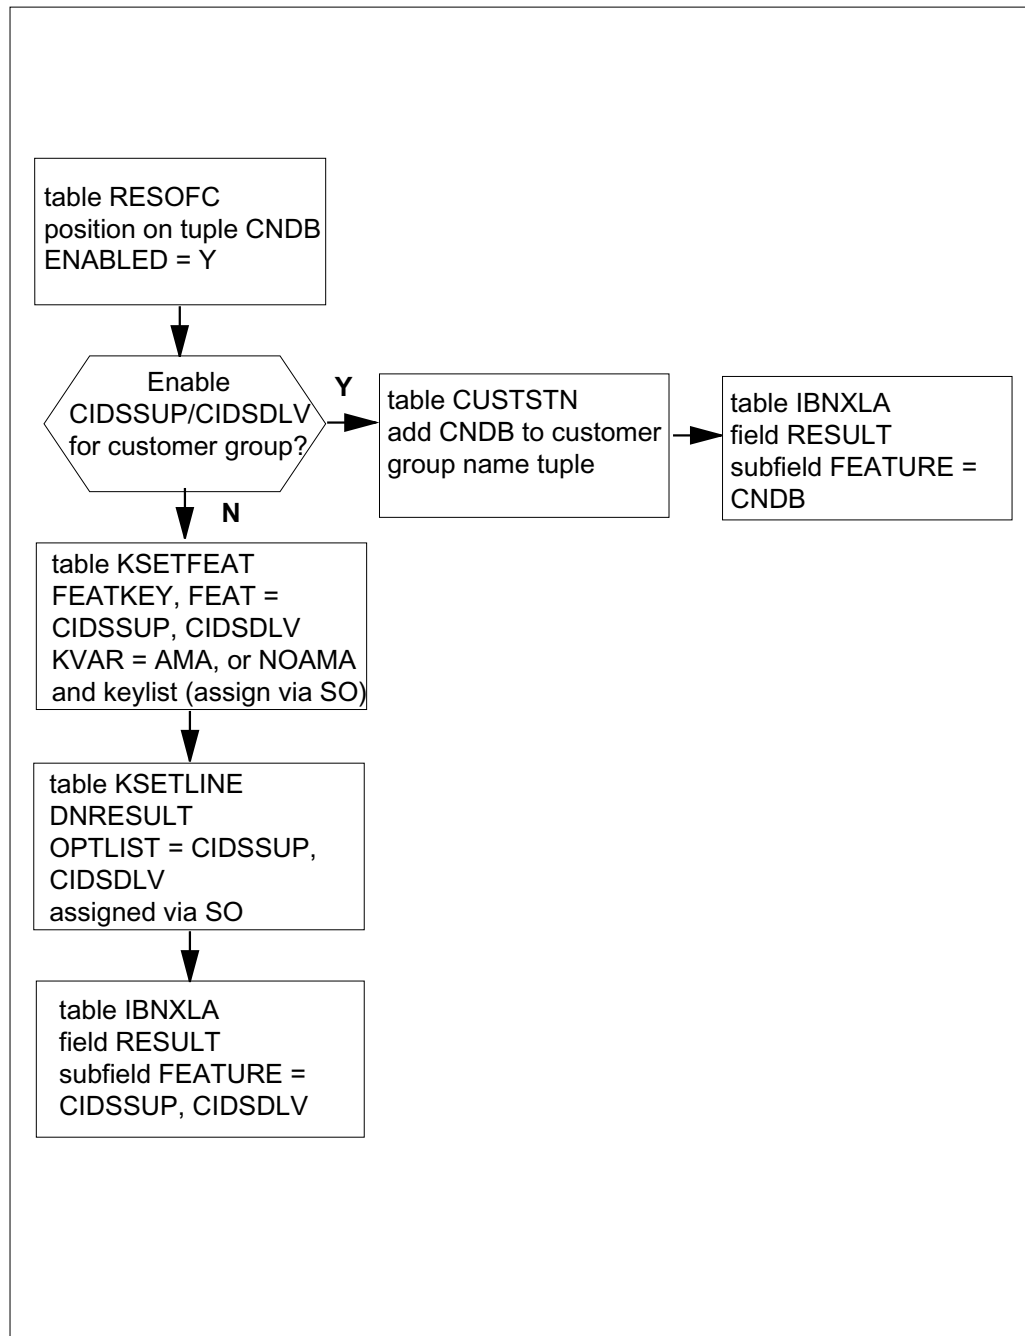 table RESOFC
position on tuple CNDB
ENABLED = Y
Enable
CIDSSUP/CIDSDLV
for customer group?
Y
table CUSTSTN
add CNDB to customer
group name tuple
table IBNXLA
field RESULT
subfield FEATURE =
CNDB
N
table KSETFEAT
FEATKEY, FEAT =
CIDSSUP, CIDSDLV
KVAR = AMA, or NOAMA
and keylist (assign via SO)
table KSETLINE
DNRESULT
OPTLIST = CIDSSUP,
CIDSDLV
assigned via SO
table IBNXLA
field RESULT
subfield FEATURE =
CIDSSUP, CIDSDLV